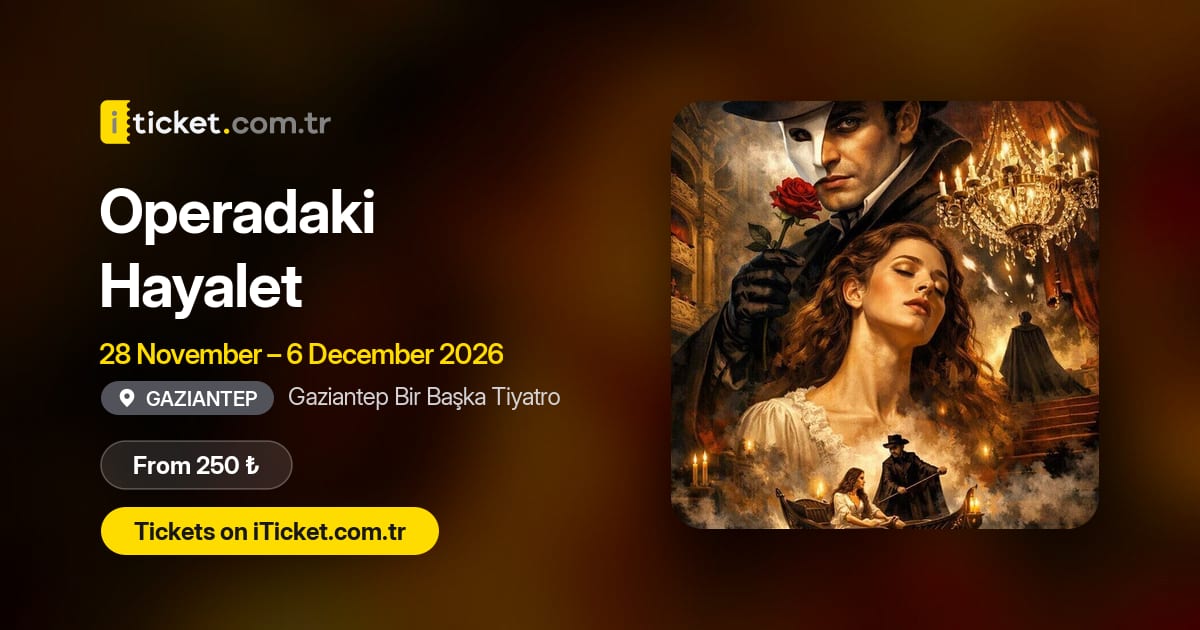 iticket.com.tr
Operadaki
Hayalet
28 November – 6 December 2026
GAZIANTEP Gaziantep Bir Başka Tiyatro
From 250 ₺
Tickets on iTicket.com.tr